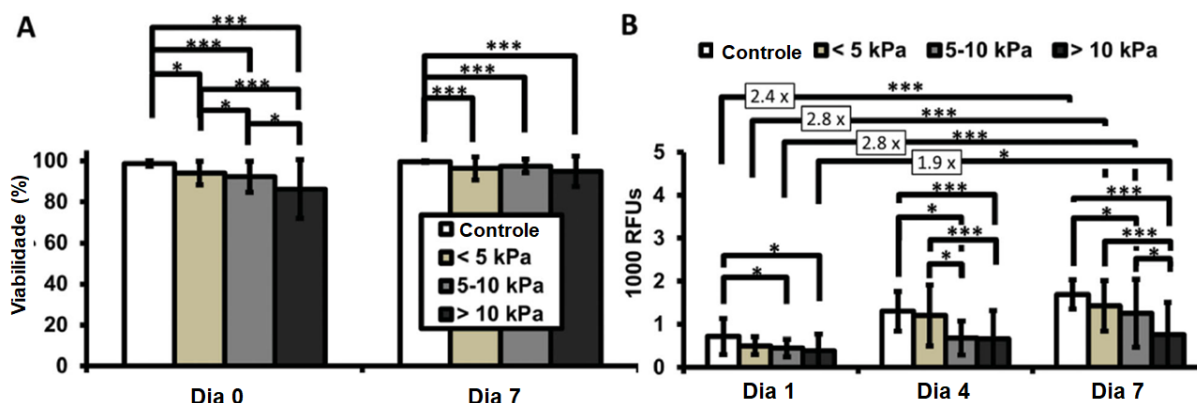 A
***
***
*
***
*
*
***
***
***
Viabilidade (%)
100
80
60
40
20
0
Controle
< 5 kPa
5-10 kPa
> 10 kPa
Dia 0
Dia 7
B
Controle
< 5 kPa
5-10 kPa
> 10 kPa
2.4 x
***
2.8 x
***
2.8 x
***
1.9 x
*
1000 RFUs
5
4
3
2
1
0
*
*
***
*
***
*
***
*
***
*
Dia 1
Dia 4
Dia 7